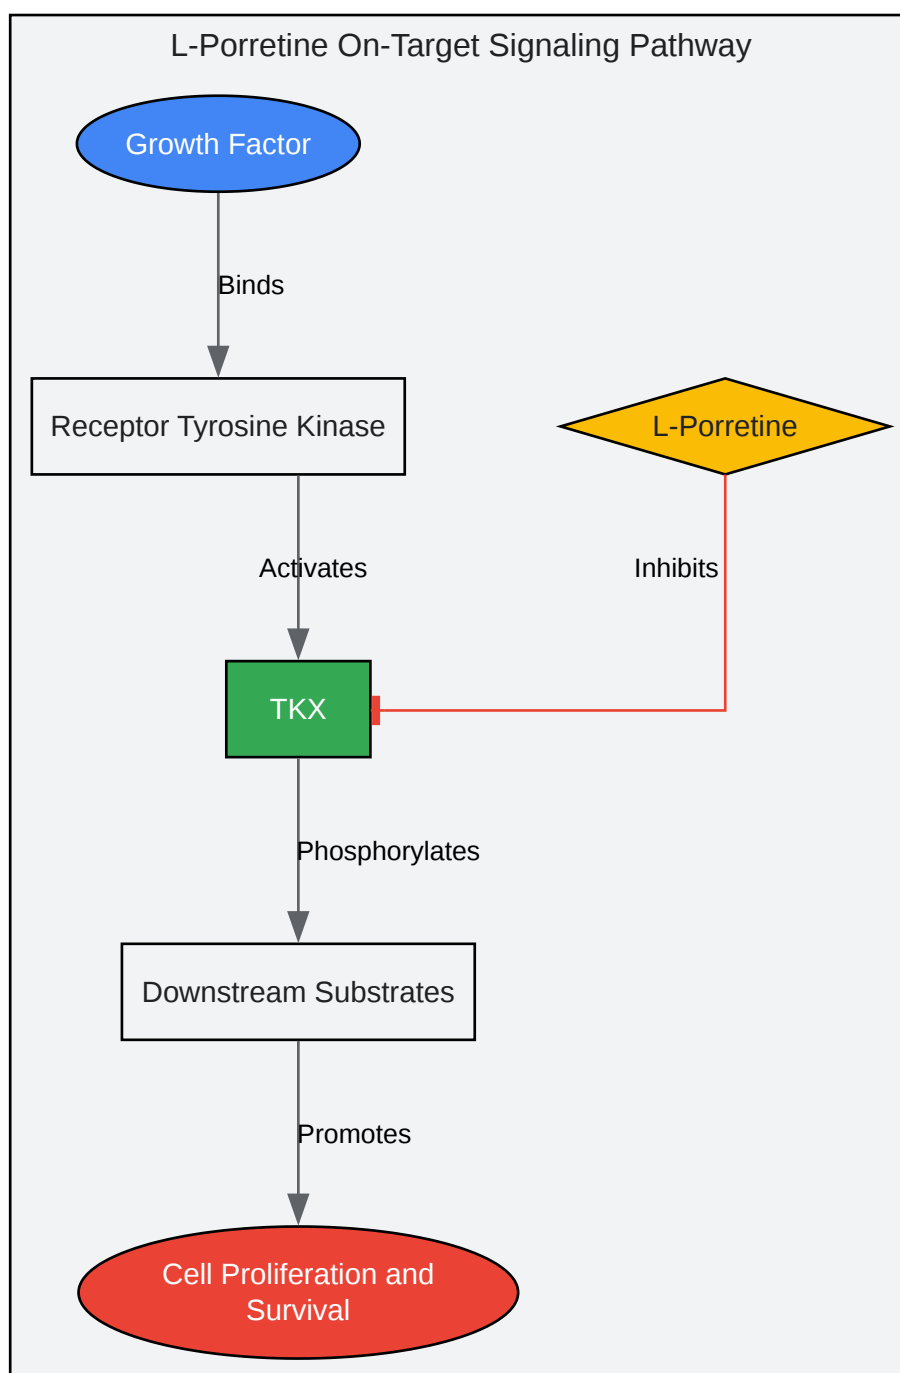 L-Porretine On-Target Signaling Pathway
Growth Factor
Binds
Receptor Tyrosine Kinase
L-Porretine
Activates
Inhibits
TKX
Phosphorylates
Downstream Substrates
Promotes
Cell Proliferation and
Survival